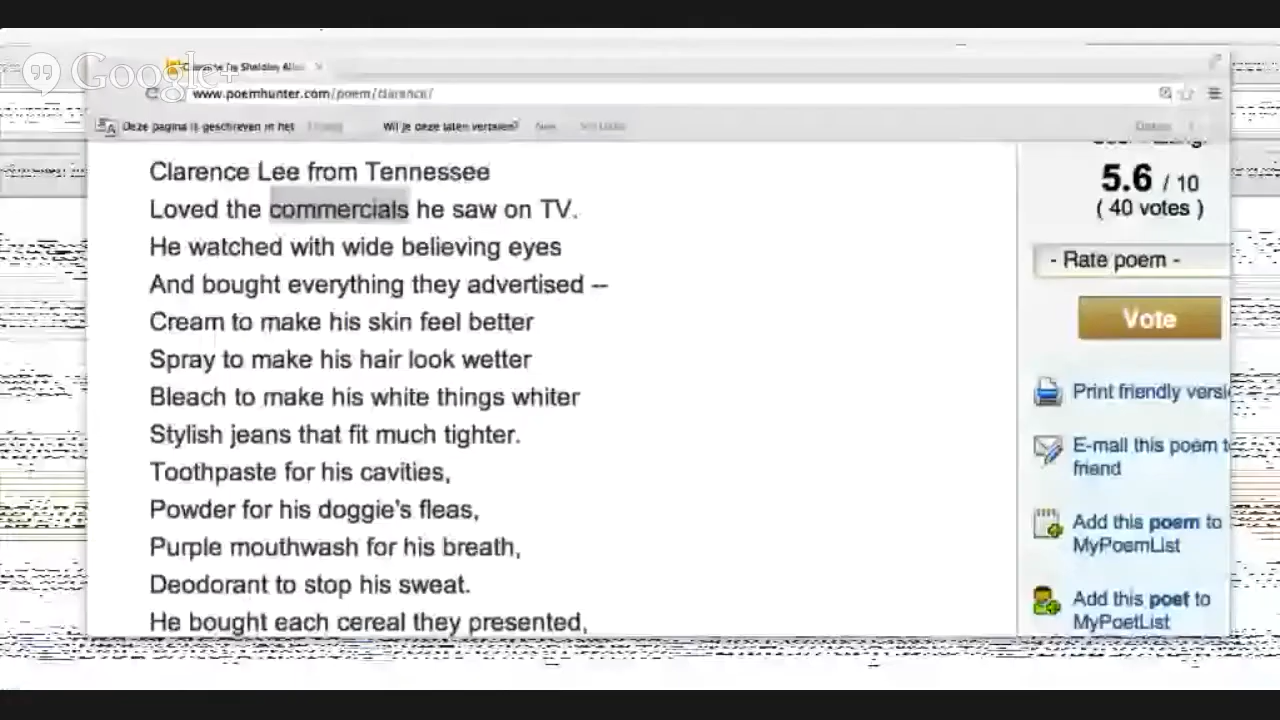 Google+
Clarence by Shelden Allan
www.poemhunter.com/poem/clarence/
Deze pagina is geschreven in het
Wil je deze laten vertalen?
Clarence Lee from Tennessee
Loved the commercials he saw on TV.
He watched with wide believing eyes
And bought everything they advertised --
Cream to make his skin feel better
Spray to make his hair look wetter
Bleach to make his white things whiter
Stylish jeans that fit much tighter.
Toothpaste for his cavities,
Powder for his doggie's fleas,
Purple mouthwash for his breath,
Deodorant to stop his sweat.
He bought each cereal they presented,
5.6 / 10
( 40 votes )
- Rate poem -
Vote
Print friendly versi
E-mail this poem t
friend
Add this poem to
MyPoemList
Add this poet to
MyPoetList